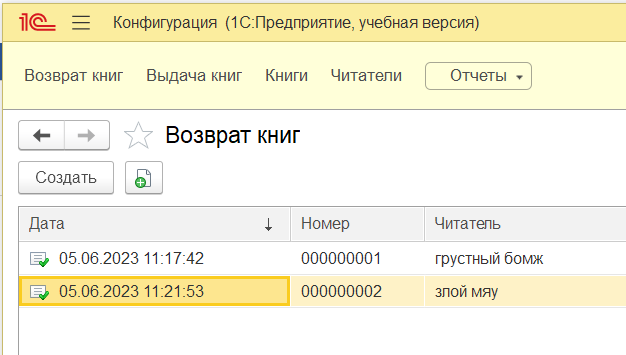 1С Конфигурация (1С:Предприятие, учебная версия)
Возврат книг Выдача книг Книги Читатели Отчеты
Возврат книг
Создать
Дата Номер Читатель
05.06.2023 11:17:42 000000001 грустный бомж
05.06.2023 11:21:53 000000002 злой мяу